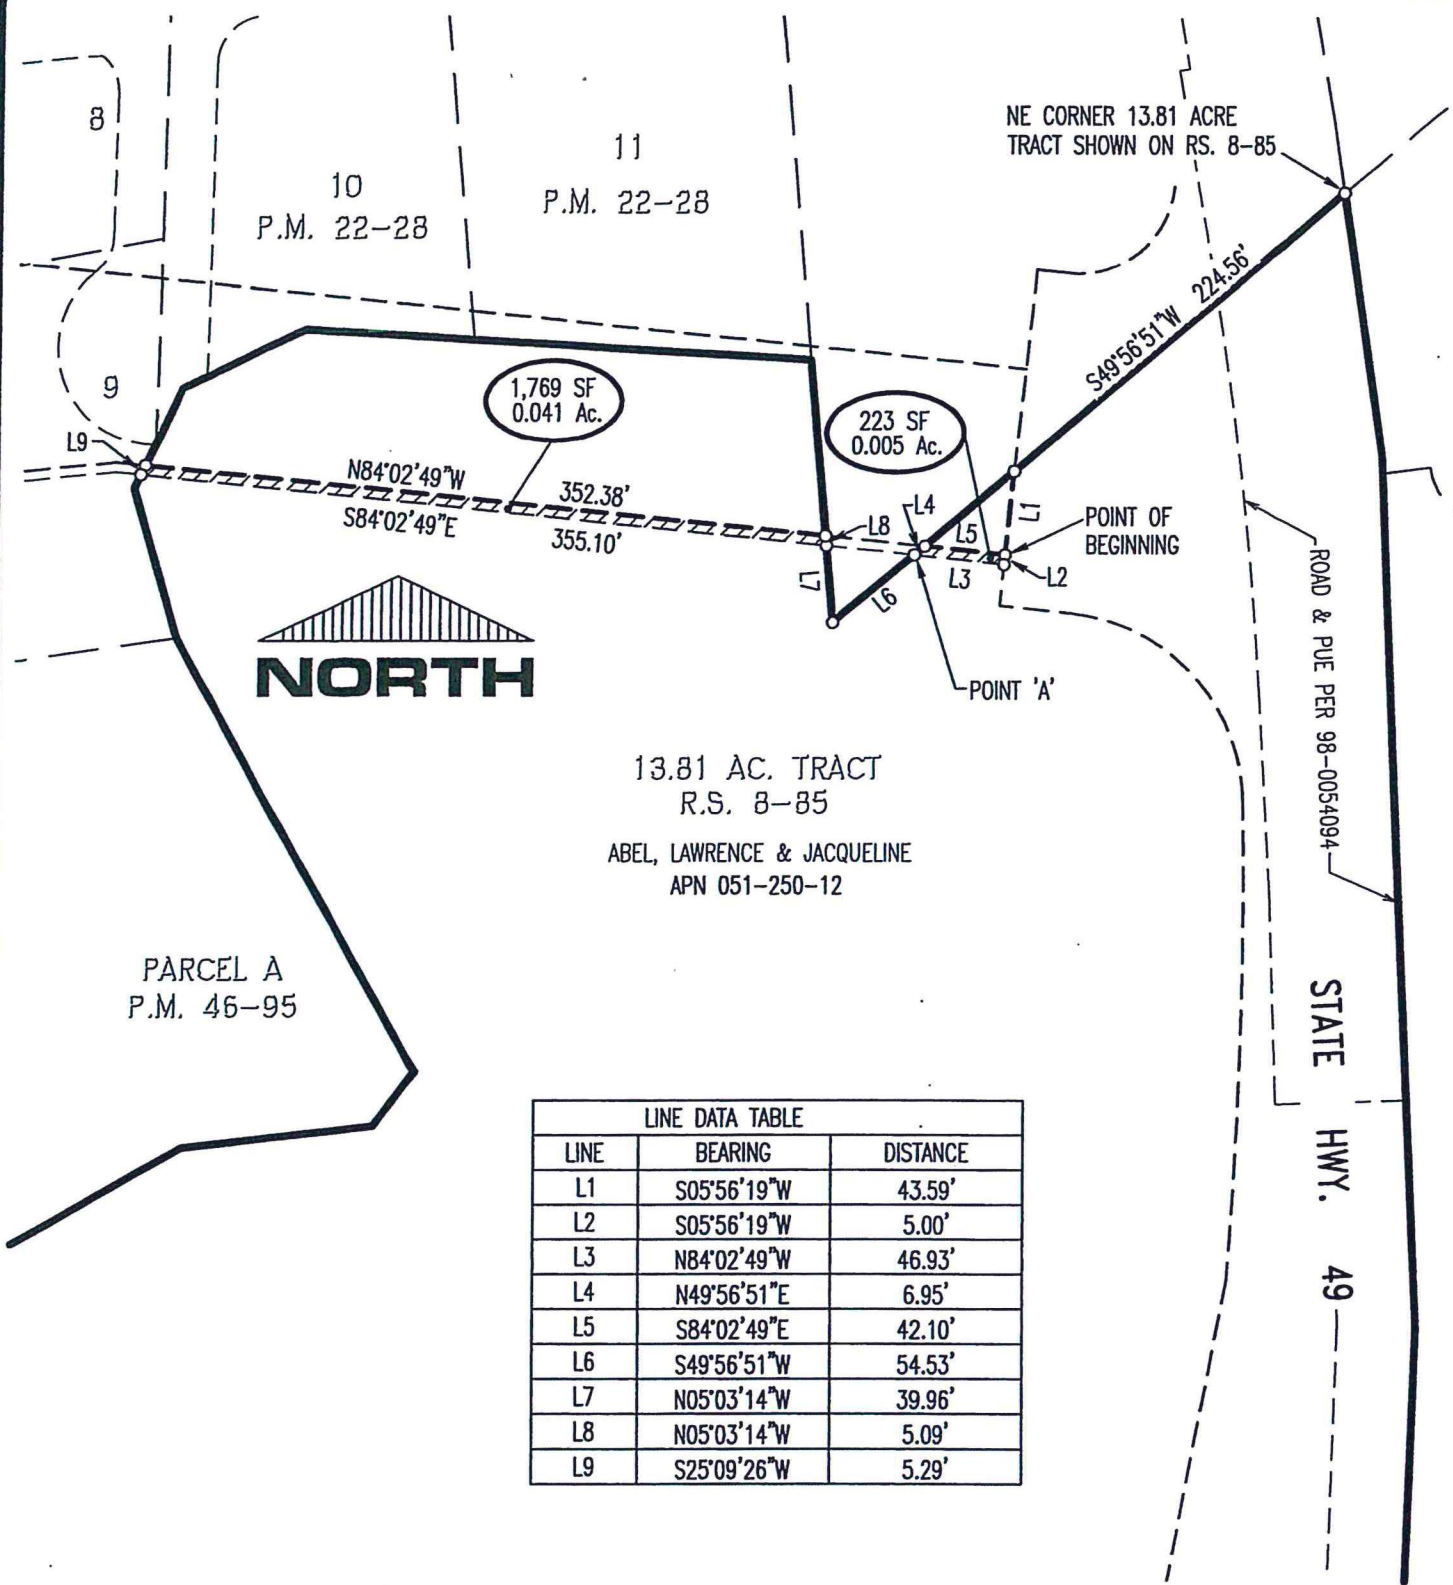 8
10
P.M. 22-28
11
P.M. 22-28
NE CORNER 13.81 ACRE
TRACT SHOWN ON RS. 8-85
S49°56'51"W 224.56'
9
L9
1,769 SF
0.041 Ac.
223 SF
0.005 Ac.
N84°02'49"W 352.38'
S84°02'49"E 355.10'
L8
L4
L5
L1
POINT OF
BEGINNING
L7
L6
L3
L2
NORTH
POINT 'A'
ROAD & PUE PER 98-0054094
13.81 AC. TRACT
R.S. 8-85
ABEL, LAWRENCE & JACQUELINE
APN 051-250-12
PARCEL A
P.M. 46-95
STATE HWY. 49
LINE DATA TABLE
LINE BEARING DISTANCE
L1 S05°56'19"W 43.59'
L2 S05°56'19"W 5.00'
L3 N84°02'49"W 46.93'
L4 N49°56'51"E 6.95'
L5 S84°02'49"E 42.10'
L6 S49°56'51"W 54.53'
L7 N05°03'14"W 39.96'
L8 N05°03'14"W 5.09'
L9 S25°09'26"W 5.29'